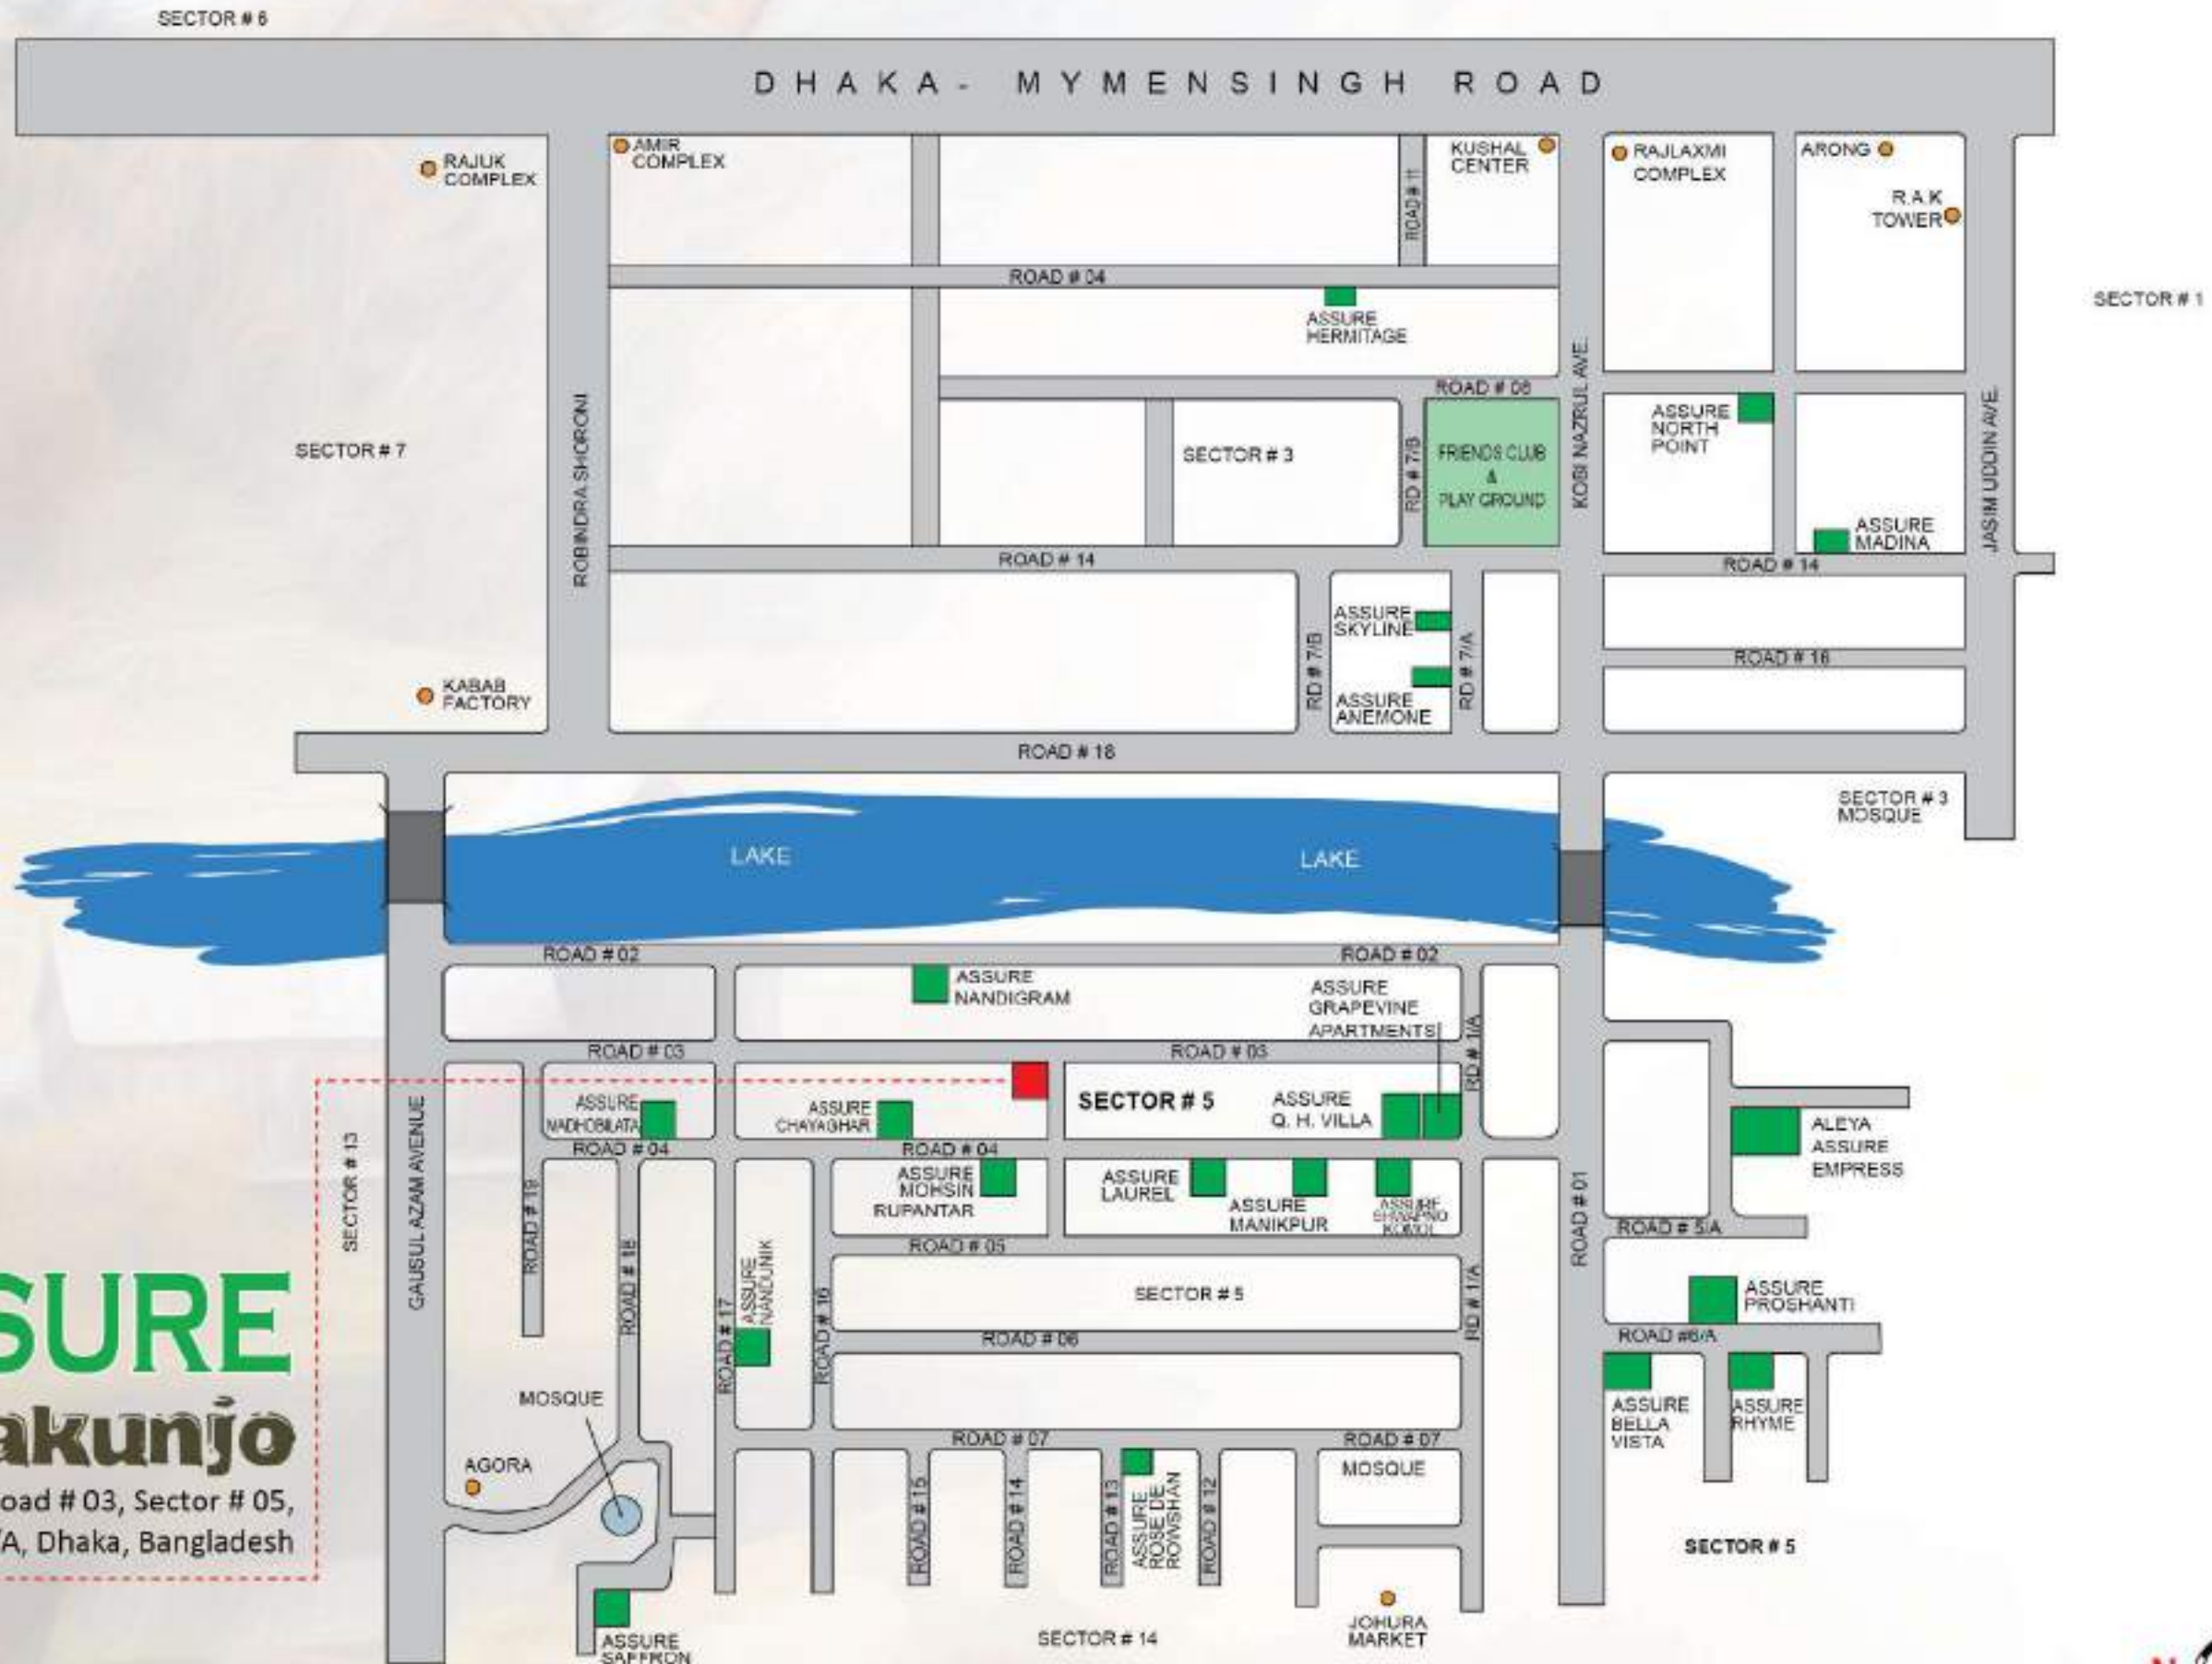 SECTOR # 6
DHAKA- MYMENSINGH ROAD
RAJUK
COMPLEX
AMIR
COMPLEX
ROAD # 11
KUSHAL
CENTER
RAJLAXMI
COMPLEX
ARONG
R.A.K
TOWER
SECTOR # 1
ROAD # 04
ASSURE
HERMITAGE
SECTOR # 7
ROBINDRA SHORONI
SECTOR # 3
RD # 7/B
ROAD # 08
FRIENDS CLUB
&
PLAY GROUND
KOBI NAZRUL AVE.
ASSURE
NORTH
POINT
JASIM UDDIN AVE.
ASSURE
MADINA
ROAD # 14
ROAD # 14
ASSURE
SKYLINE
RD # 7/B
RD # 7/A
ASSURE
ANEMONE
ROAD # 16
KABAB
FACTORY
ROAD # 18
SECTOR # 3
MOSQUE
LAKE
LAKE
ROAD # 02
ROAD # 02
ASSURE
NANDIGRAM
ASSURE
GRAPEVINE
APARTMENTS
RD # 1/A
ROAD # 03
ROAD # 03
ASSURE
MADHOBILATA
ASSURE
CHAYAGHAR
SECTOR # 5
ASSURE
Q. H. VILLA
ALEYA
ASSURE
EMPRESS
SECTOR # 13
GAUSUL AZAM AVENUE
ROAD # 04
ROAD # 04
ASSURE
MOHSIN
RUPANTAR
ASSURE
LAUREL
ASSURE
MANIKPUR
ASSURE
SHWAPNO
KOMOL
ROAD # 01
ROAD # 5/A
ROAD # 19
ROAD # 18
ASSURE
NANDUNIK
ROAD # 17
ROAD # 16
ROAD # 05
SECTOR # 5
RD # 1/A
ASSURE
PROSHANTI
ROAD # 06
ROAD #6/A
SURE
akunjo
oad # 03, Sector # 05,
/A, Dhaka, Bangladesh
MOSQUE
AGORA
ASSURE
BELLA
VISTA
ASSURE
RHYME
ROAD # 07
ROAD # 07
MOSQUE
ROAD # 15
ROAD # 14
ROAD # 13
ASSURE
ROSE DE
ROWSHAN
ROAD # 12
SECTOR # 5
JOHURA
MARKET
SECTOR # 14
ASSURE
SAFFRON
N